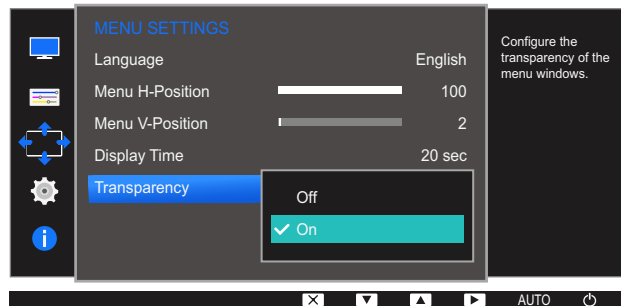 MENU SETTINGS
Language English
Menu H-Position 100
Menu V-Position 2
Display Time 20 sec
Transparency
Off
On
Configure the
transparency of the
menu windows.
i
AUTO